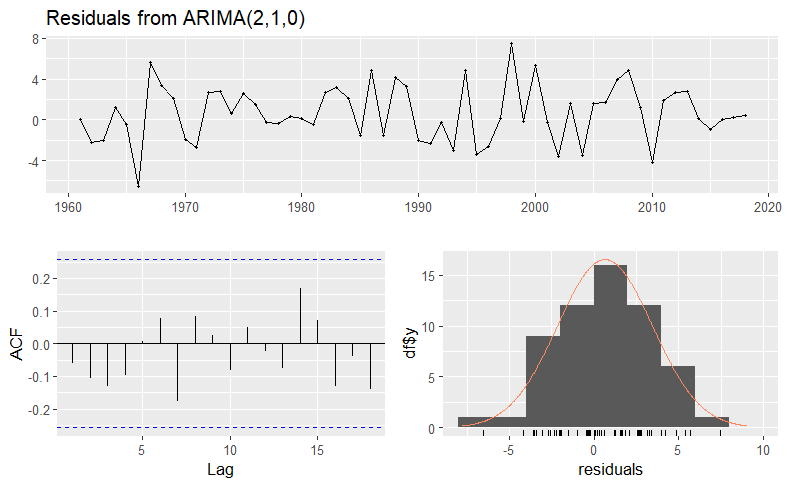 Residuals from ARIMA(2,1,0)
8
4
0
-4
1960 1970 1980 1990 2000 2010 2020
ACF
0.2
0.1
0.0
-0.1
-0.2
5 10 15
Lag
df$y
15
10
5
0
-5 0 5 10
residuals